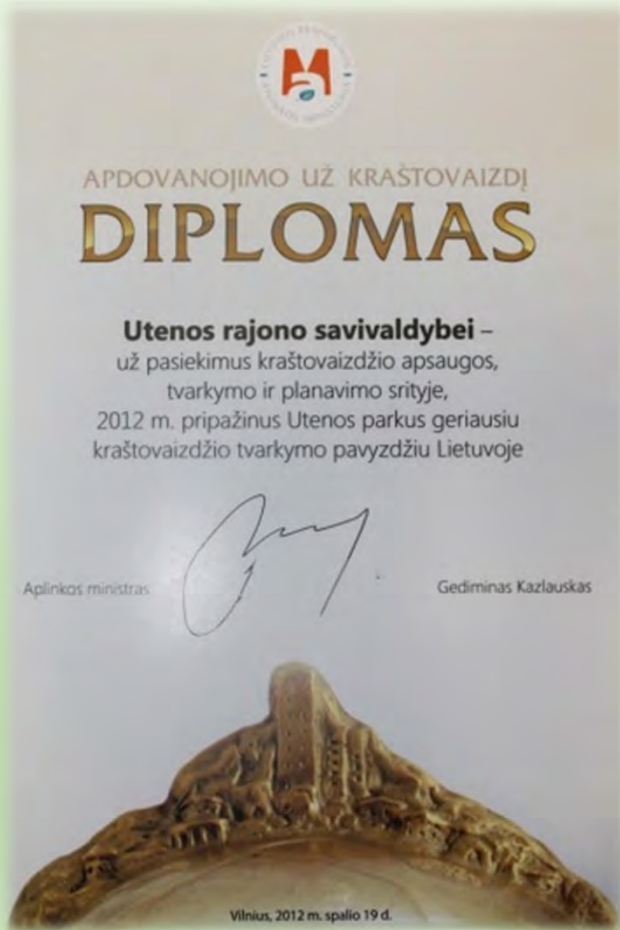 APDOVANOJIMO UŽ KRAŠTOVAIZDĮ
DIPLOMAS
Utenos rajono savivaldybei –
už pasiekimus kraštovaizdžio apsaugos,
tvarkymo ir planavimo srityje,
2012 m. pripažinus Utenos parkus geriausiu
kraštovaizdžio tvarkymo pavyzdžiu Lietuvoje
Aplinkos ministras
Gediminas Kazlauskas
Vilnius, 2012 m. spalio 19 d.